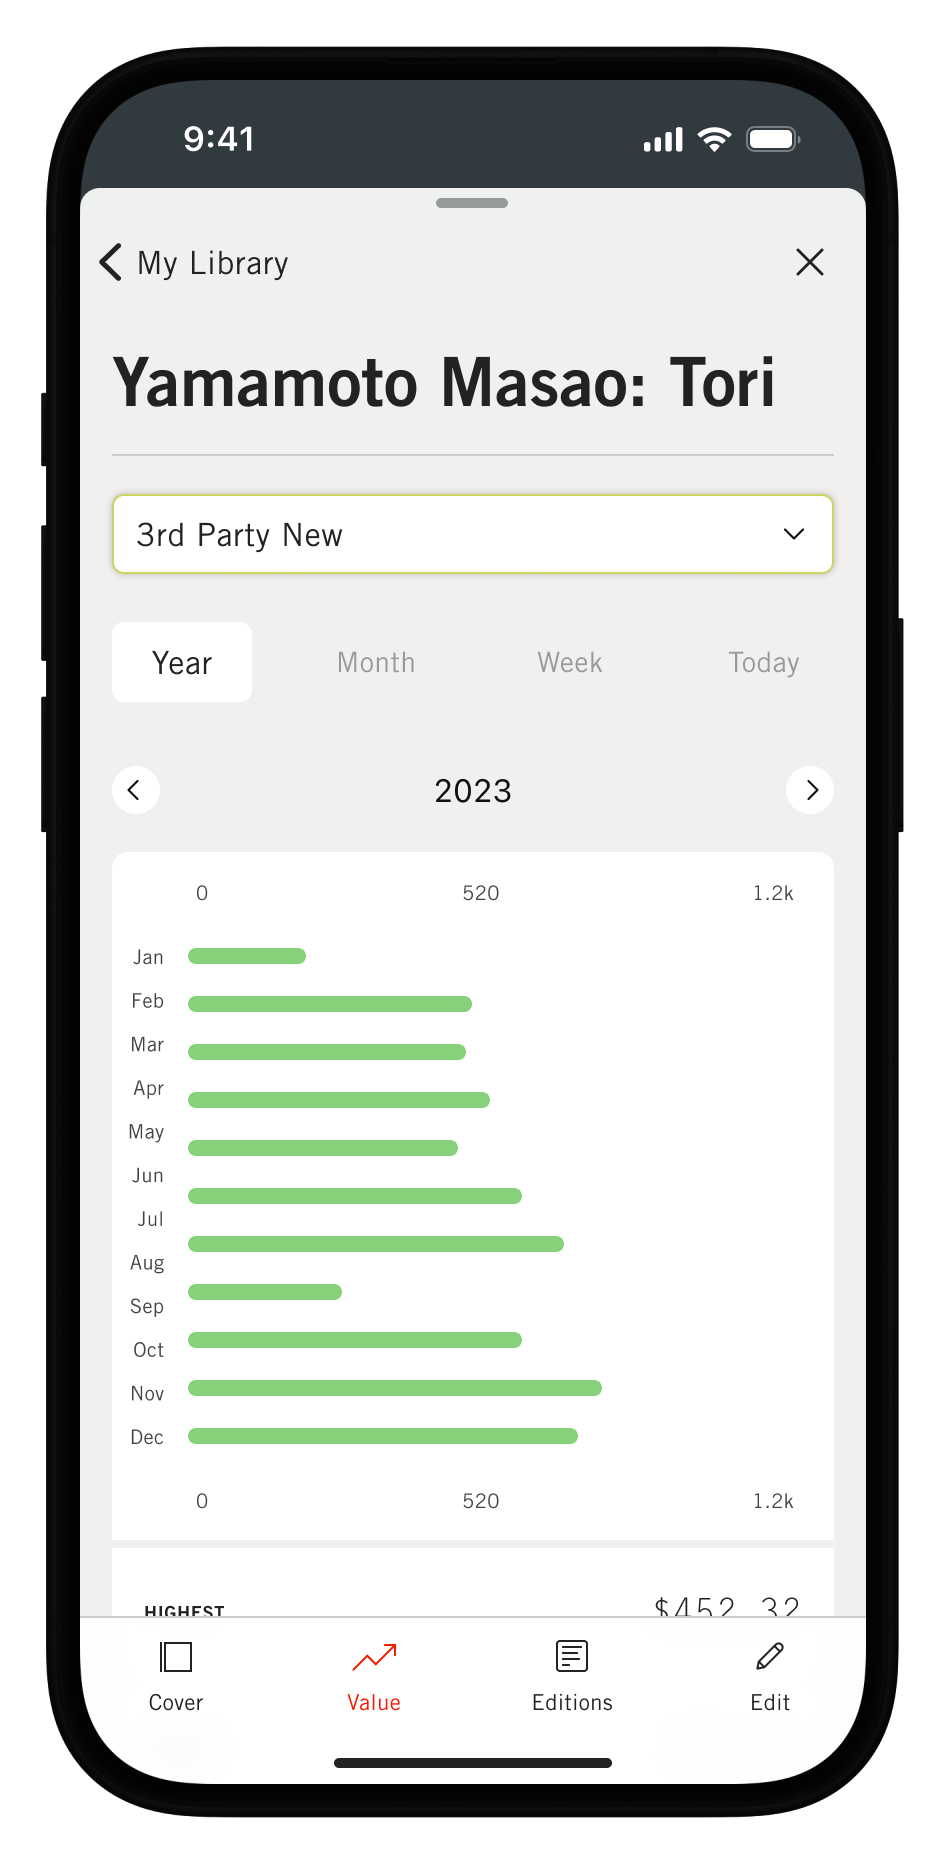 9:41
My Library
Yamamoto Masao: Tori
3rd Party New
Year Month Week Today
2023
0 520 1.2k
Jan
Feb
Mar
Apr
May
Jun
Jul
Aug
Sep
Oct
Nov
Dec
0 520 1.2k
HIGHEST $452.32
Cover Value Editions Edit